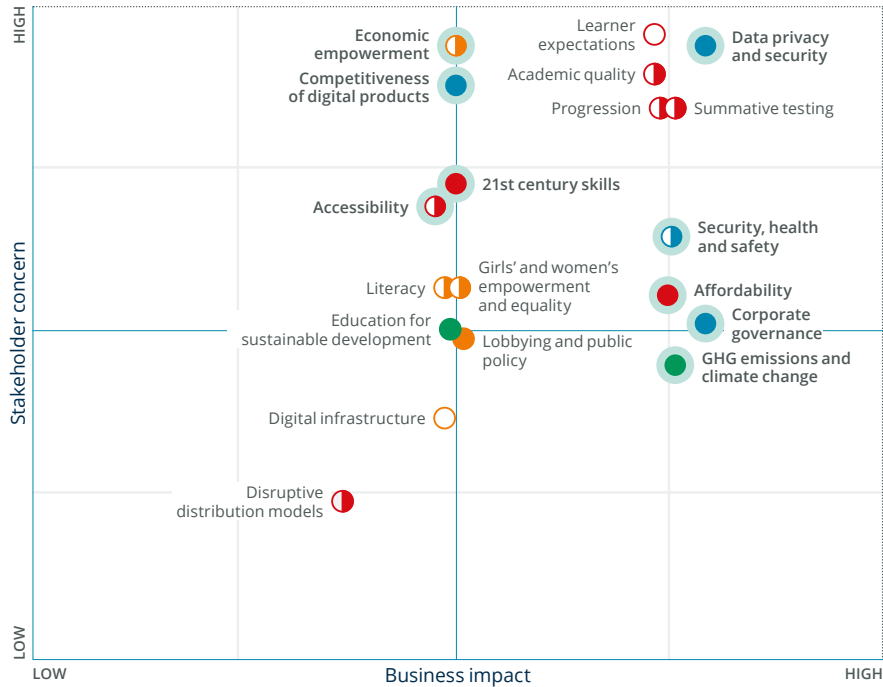 HIGH
Economic
empowerment
Competitiveness
of digital products
Learner
expectations
Data privacy
and security
Academic quality
Progression
Summative testing
21st century skills
Accessibility
Security, health
and safety
Literacy
Girls’ and women’s
empowerment
and equality
Affordability
Education for
sustainable development
Corporate
governance
Lobbying and public
policy
GHG emissions and
climate change
Digital infrastructure
Disruptive
distribution models
Stakeholder concern
LOW
LOW
Business impact
HIGH